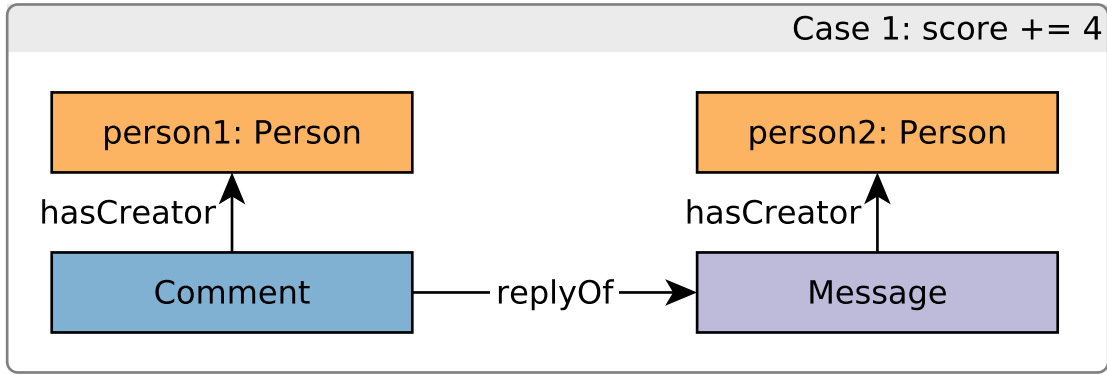 Case 1: score += 4
person1: Person
person2: Person
hasCreator
hasCreator
Comment
replyOf
Message